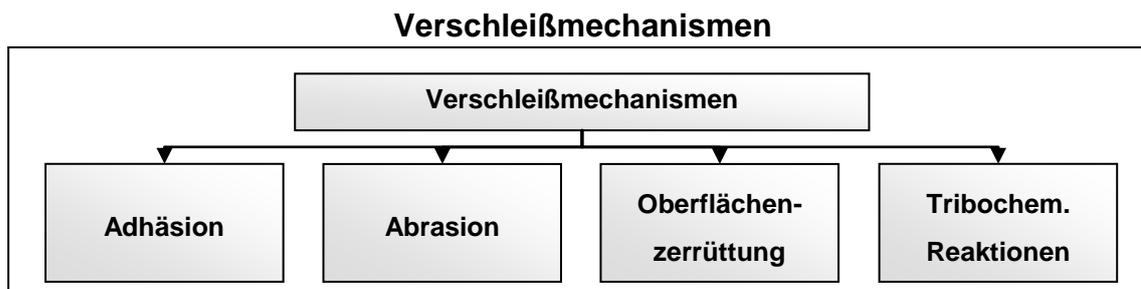 Verschleißmechanismen
Verschleißmechanismen
Adhäsion
Abrasion
Oberflächen-
zerrüttung
Tribochem.
Reaktionen